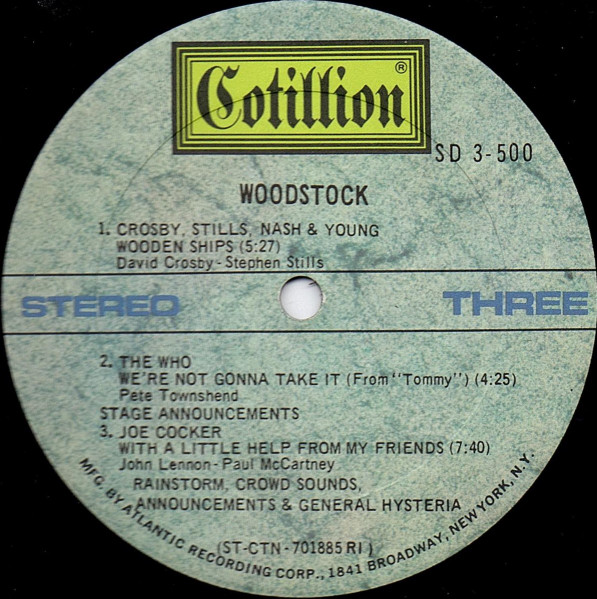 Cotillion®
SD 3-500
WOODSTOCK
1. CROSBY, STILLS, NASH & YOUNG
WOODEN SHIPS (5:27)
David Crosby - Stephen Stills
STEREO
THREE
2. THE WHO
WE'RE NOT GONNA TAKE IT (From "Tommy") (4:25)
Pete Townshend
STAGE ANNOUNCEMENTS
3. JOE COCKER
WITH A LITTLE HELP FROM MY FRIENDS (7:40)
John Lennon - Paul McCartney
RAINSTORM, CROWD SOUNDS,
ANNOUNCEMENTS & GENERAL HYSTERIA
(ST-CTN - 701885 RI)
MFG. BY ATLANTIC RECORDING CORP., 1841 BROADWAY, NEW YORK, N.Y.